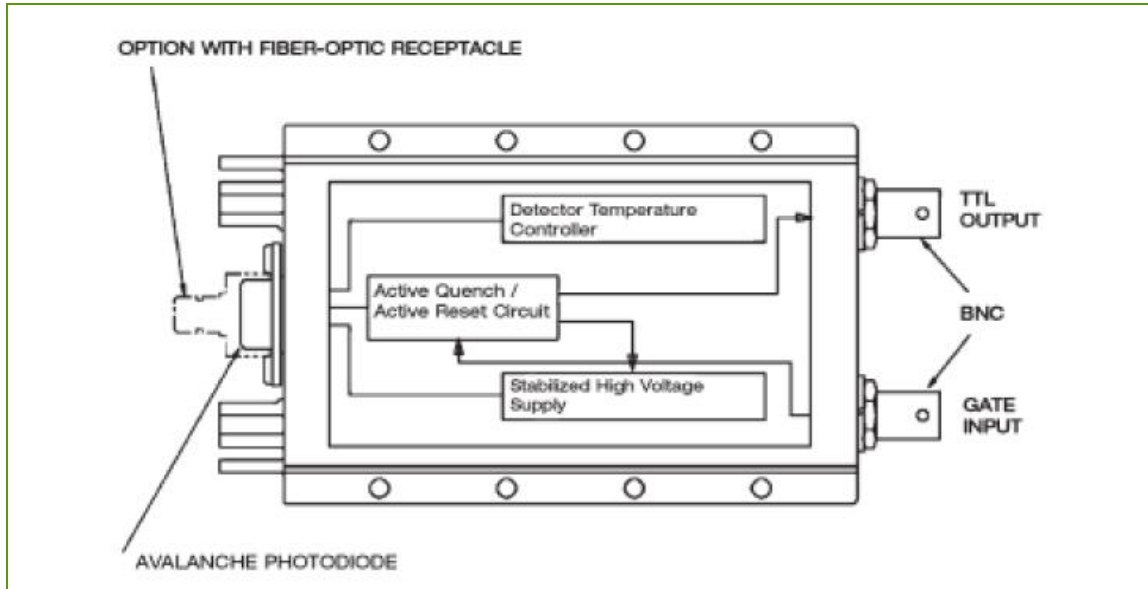 OPTION WITH FIBER-OPTIC RECEPTACLE
Detector Temperature
Controller
TTL
OUTPUT
Active Quench /
Active Reset Circuit
BNC
Stabilized High Voltage
Supply
GATE
INPUT
AVALANCHE PHOTODIODE